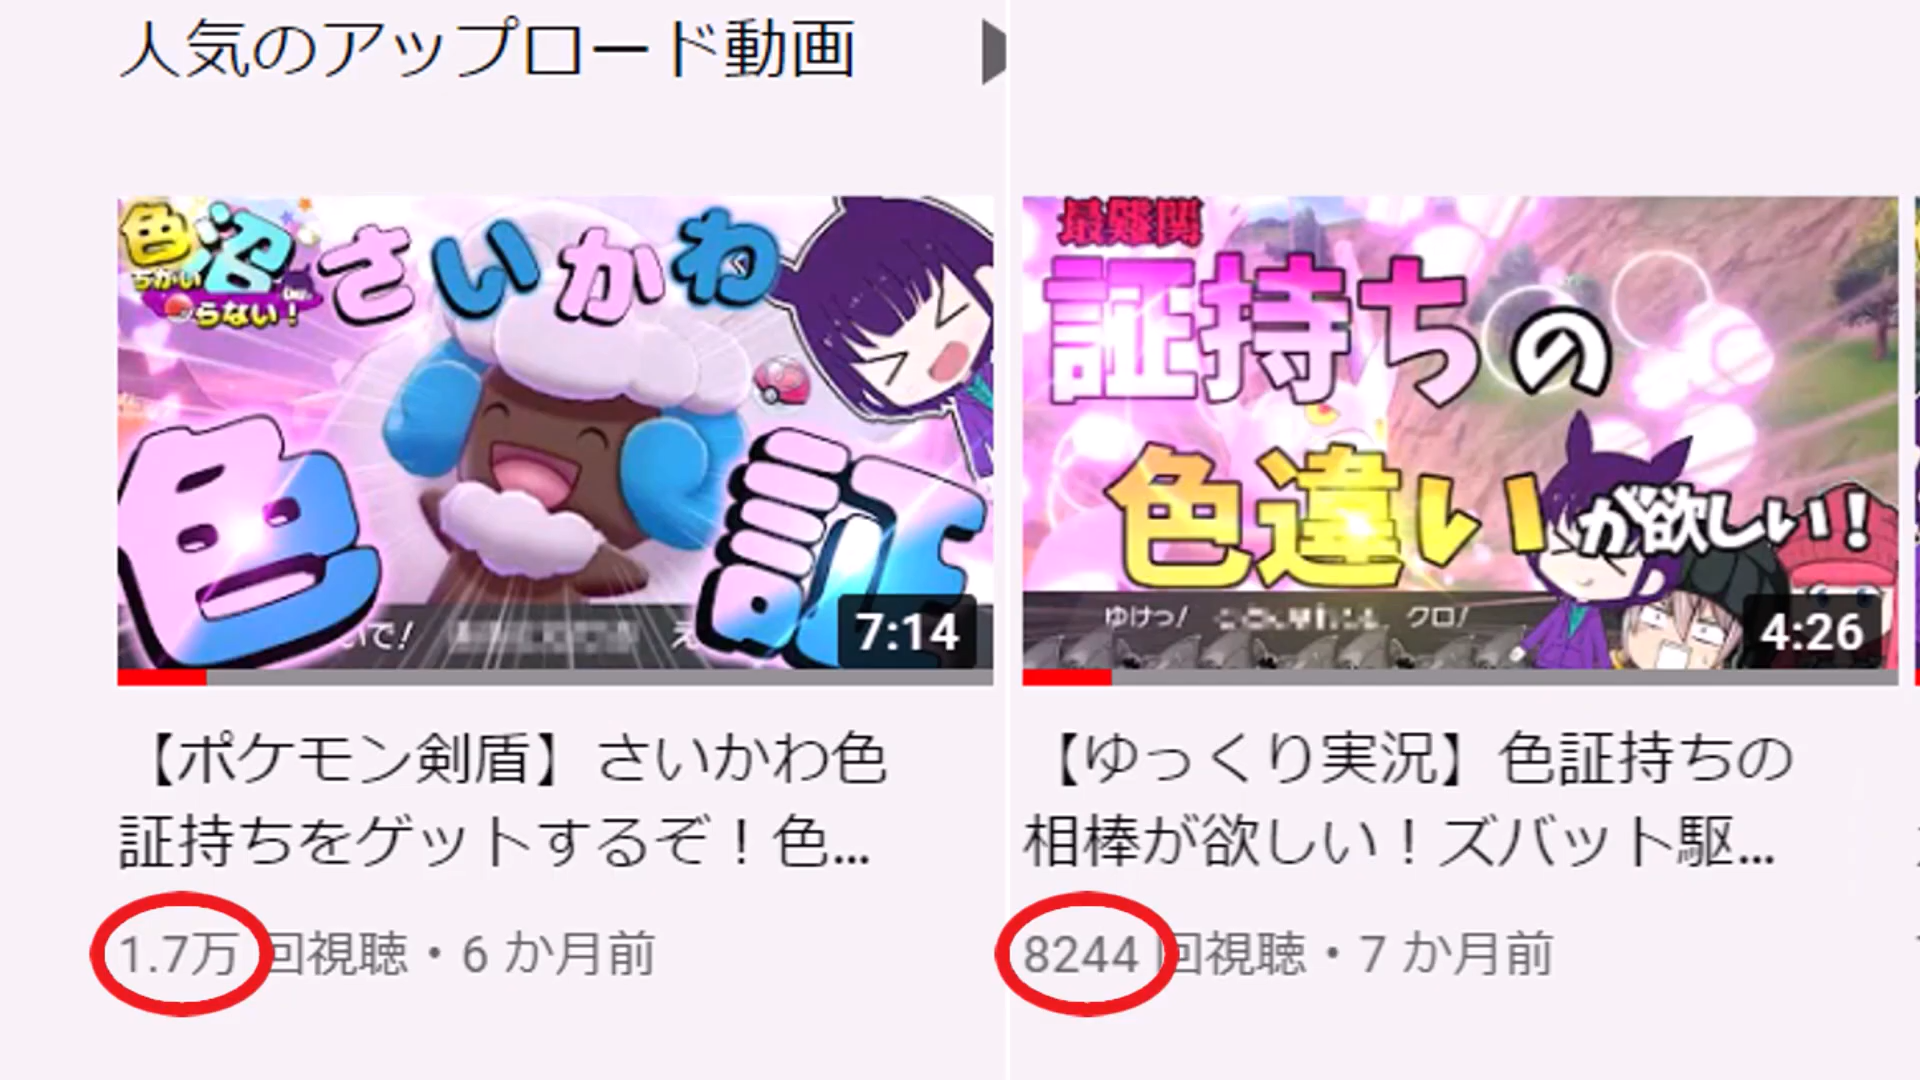 人気のアップロード動画
色
沼
ちがい
らない！
さいかわ
色証
いで！
え
7:14
最難関
証持ちの
色違いが欲しい！
ゆけっ！
クロ！
4:26
【ポケモン剣盾】さいかわ色
証持ちをゲットするぞ！色...
1.7万 回視聴・6 か月前
【ゆっくり実況】色証持ちの
相棒が欲しい！ズバット駆...
8244 回視聴・7 か月前